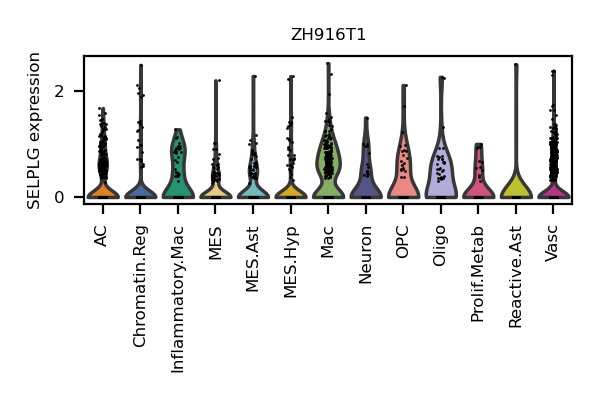 ZH916T1
SELPLG expression
2
0
AC
Chromatin.Reg
Inflammatory.Mac
MES
MES.Ast
MES.Hyp
Mac
Neuron
OPC
Oligo
Prolif.Metab
Reactive.Ast
Vasc